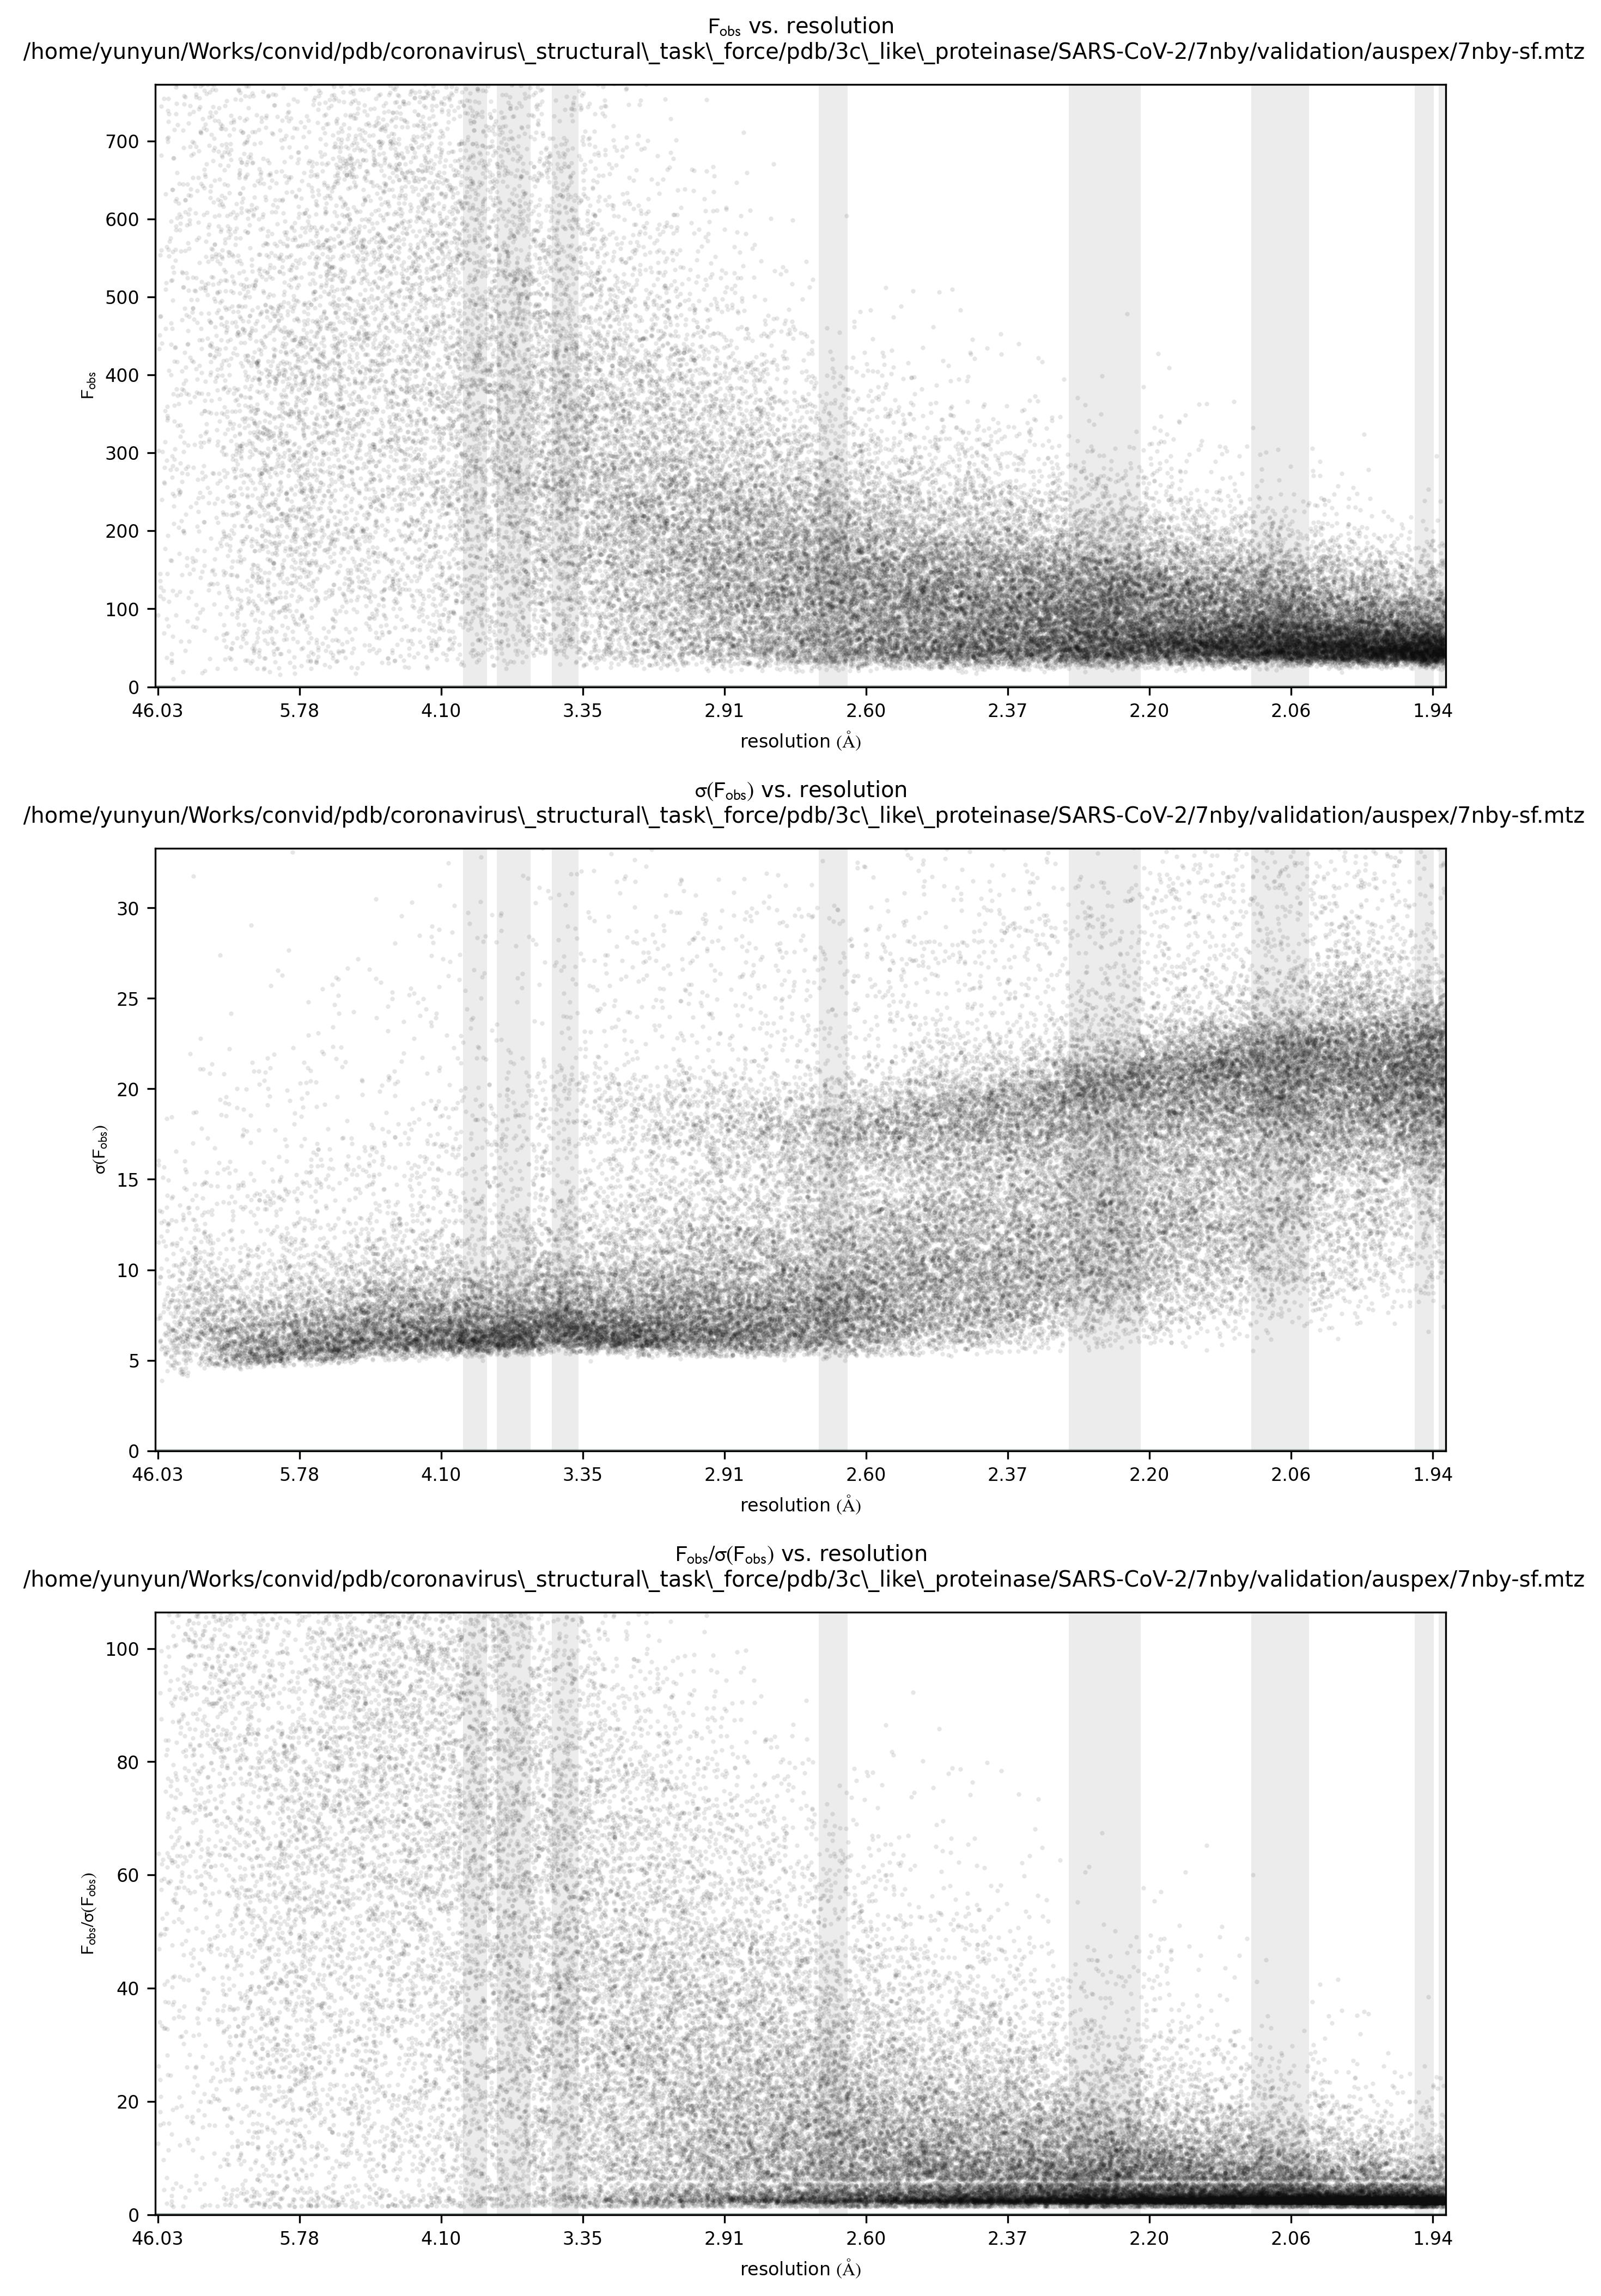 Fobs vs. resolution
/home/yunyun/Works/convid/pdb/coronavirus\_structural\_task\_force/pdb/3c\_like\_proteinase/SARS-CoV-2/7nby/validation/auspex/7nby-sf.mtz
700
600
500
400
300
200
100
0
Fobs
46.03 5.78 4.10 3.35 2.91 2.60 2.37 2.20 2.06 1.94
resolution (Å)
σ(Fobs) vs. resolution
/home/yunyun/Works/convid/pdb/coronavirus\_structural\_task\_force/pdb/3c\_like\_proteinase/SARS-CoV-2/7nby/validation/auspex/7nby-sf.mtz
30
25
20
15
10
5
0
σ(Fobs)
46.03 5.78 4.10 3.35 2.91 2.60 2.37 2.20 2.06 1.94
resolution (Å)
Fobs/σ(Fobs) vs. resolution
/home/yunyun/Works/convid/pdb/coronavirus\_structural\_task\_force/pdb/3c\_like\_proteinase/SARS-CoV-2/7nby/validation/auspex/7nby-sf.mtz
100
80
60
40
20
0
Fobs/σ(Fobs)
46.03 5.78 4.10 3.35 2.91 2.60 2.37 2.20 2.06 1.94
resolution (Å)